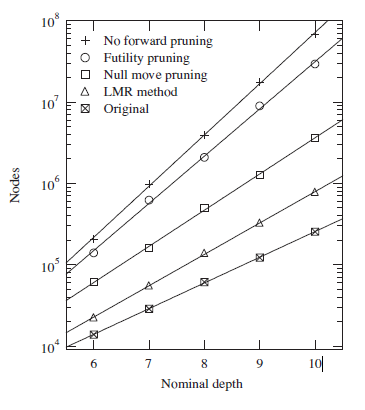 10^8
10^7
10^6
10^5
10^4
Nodes
No forward pruning
Futility pruning
Null move pruning
LMR method
Original
6 7 8 9 10
Nominal depth